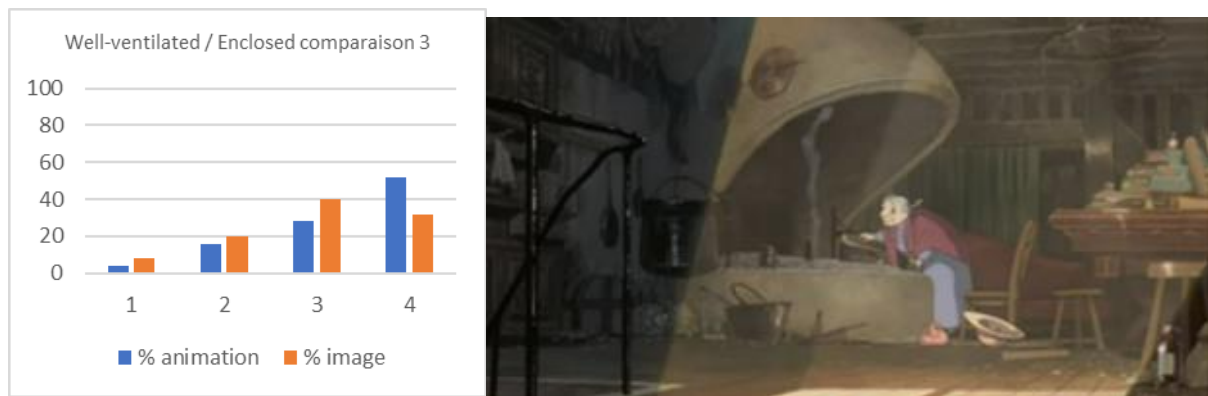 Well-ventilated / Enclosed comparaison 3
100
80
60
40
20
0
1 2 3 4
% animation % image